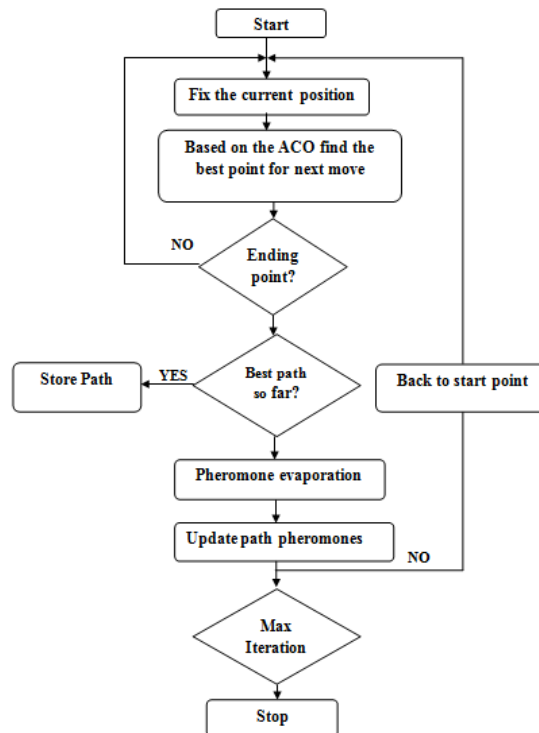 Start
Fix the current position
Based on the ACO find the
best point for next move
NO
Ending
point?
Store Path
YES
Best path
so far?
Back to start point
Pheromone evaporation
Update path pheromones
NO
Max
Iteration
Stop